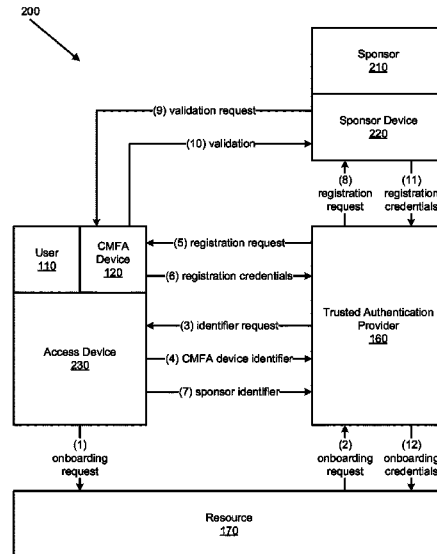 200
Sponsor
210
(9) validation request
Sponsor Device
220
(10) validation
(8)
registration
request
(11)
registration
credentials
User
110
CMFA
Device
120
(5) registration request
(6) registration credentials
Trusted Authentication
Provider
160
(3) identifier request
Access Device
230
(4) CMFA device identifier
(7) sponsor identifier
(1)
onboarding
request
(2)
onboarding
request
(12)
onboarding
credentials
Resource
170